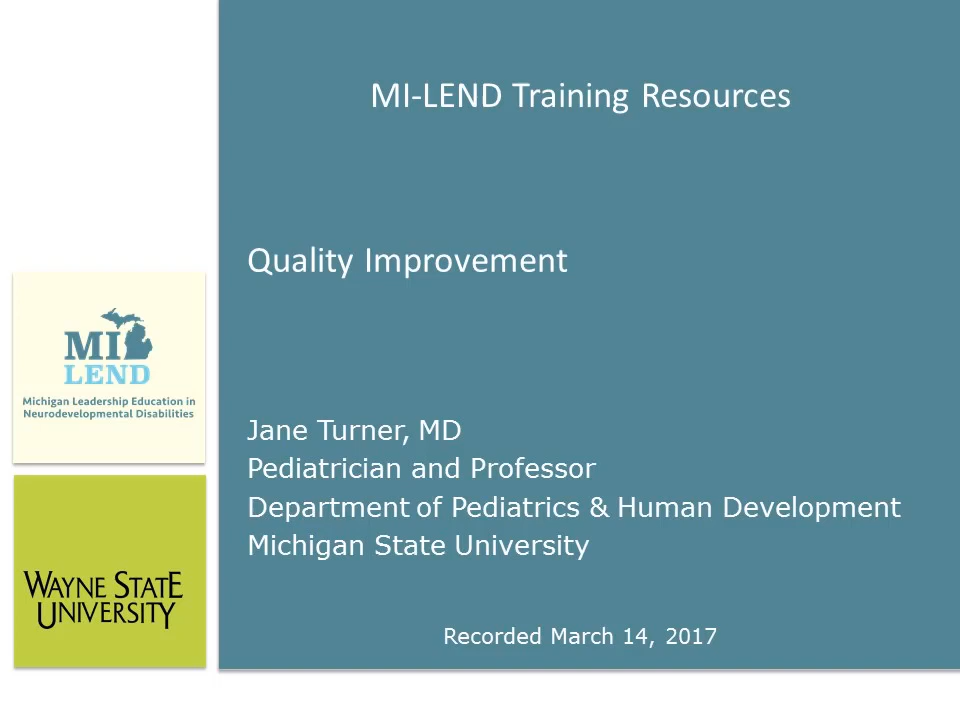 MI-LEND Training Resources
Quality Improvement
MI
LEND
Michigan Leadership Education in
Neurodevelopmental Disabilities
Jane Turner, MD
Pediatrician and Professor
Department of Pediatrics & Human Development
Michigan State University
WAYNE STATE
UNIVERSITY
Recorded March 14, 2017